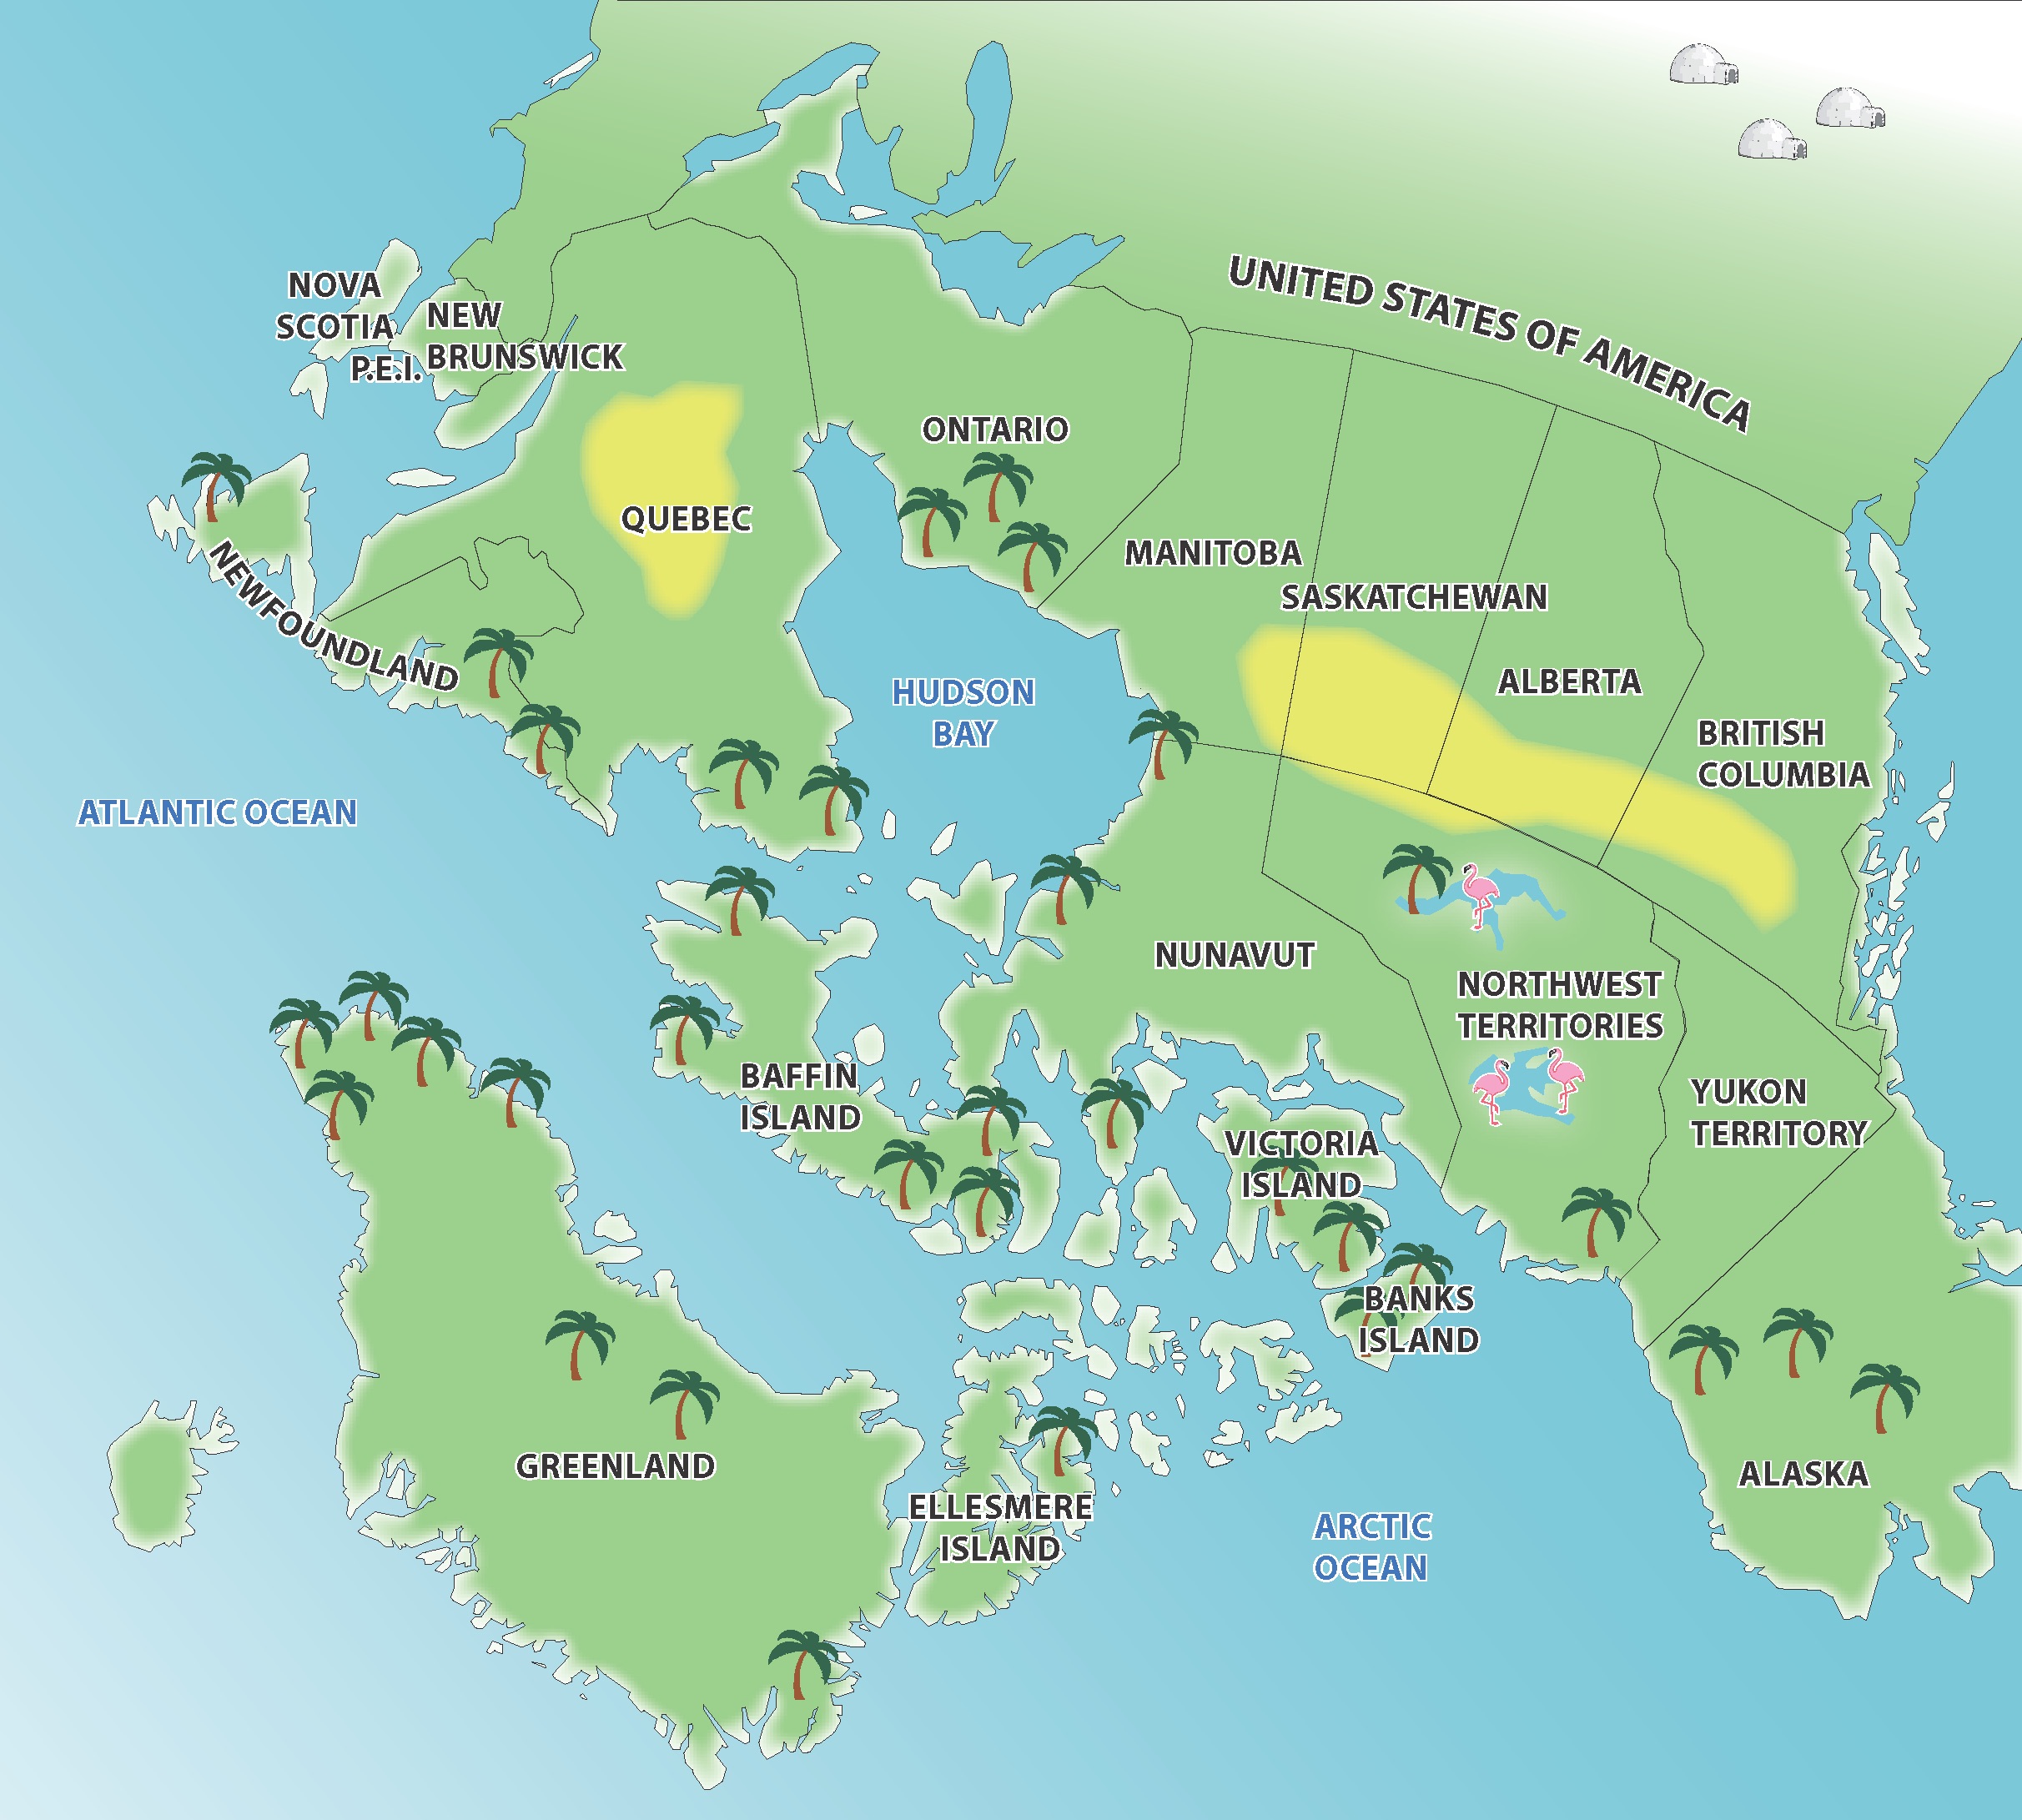 UNITED STATES OF AMERICA
NOVA
SCOTIA
P.E.I.
NEW
BRUNSWICK
ONTARIO
QUEBEC
MANITOBA
SASKATCHEWAN
NEWFOUNDLAND
ALBERTA
HUDSON
BAY
BRITISH
COLUMBIA
ATLANTIC OCEAN
NUNAVUT
NORTHWEST
TERRITORIES
BAFFIN
ISLAND
YUKON
TERRITORY
VICTORIA
ISLAND
BANKS
ISLAND
GREENLAND
ALASKA
ELLESMERE
ISLAND
ARCTIC
OCEAN